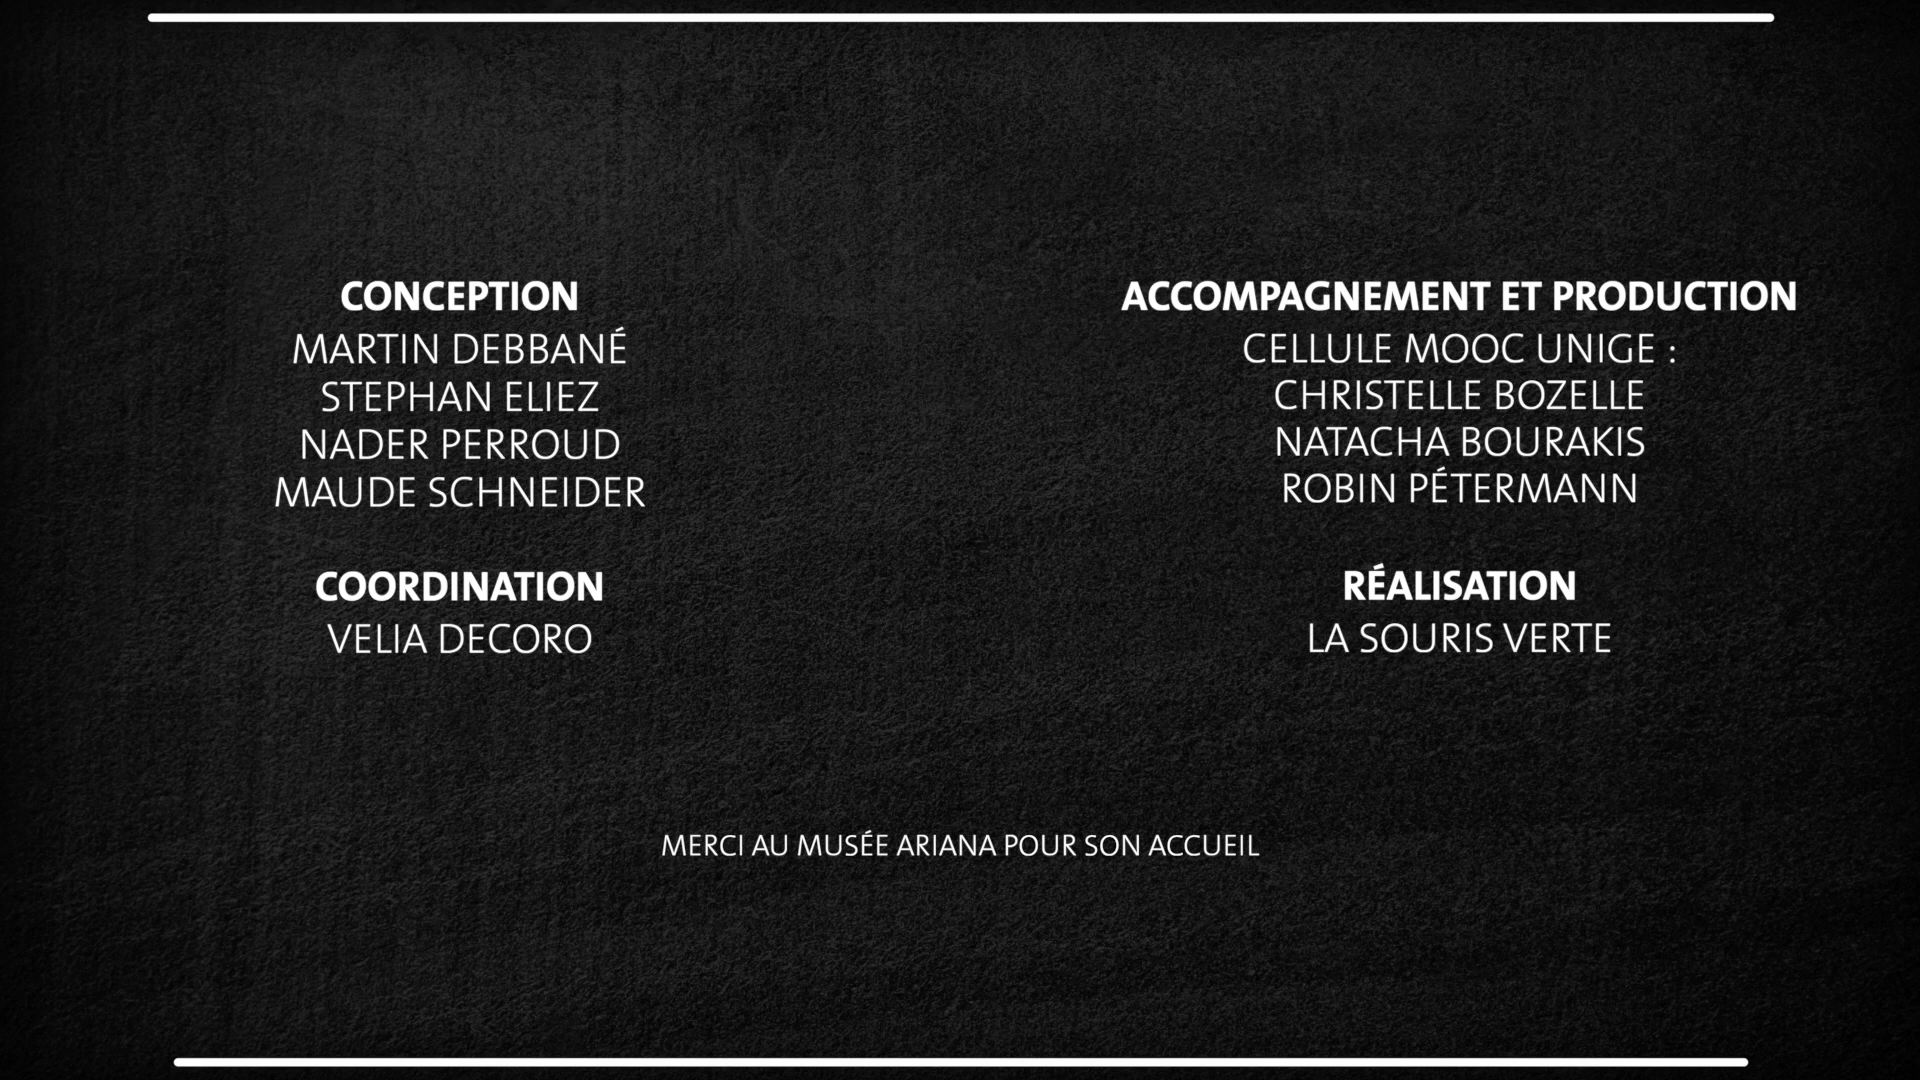 CONCEPTION
MARTIN DEBBANÉ
STEPHAN ELIEZ
NADER PERROUD
MAUDE SCHNEIDER
COORDINATION
VELIA DECORO
ACCOMPAGNEMENT ET PRODUCTION
CELLULE MOOC UNIGE :
CHRISTELLE BOZELLE
NATACHA BOURAKIS
ROBIN PÉTERMANN
RÉALISATION
LA SOURIS VERTE
MERCI AU MUSÉE ARIANA POUR SON ACCUEIL